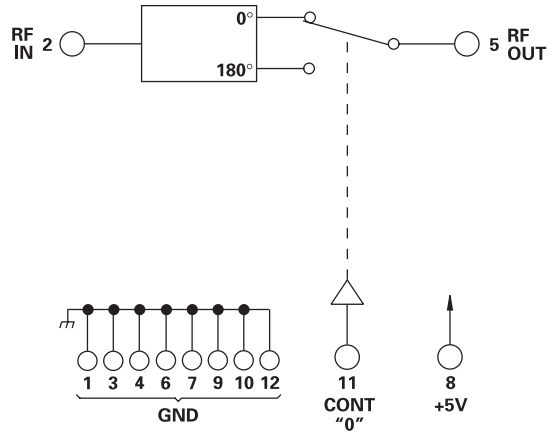 0°
RF
IN 2
5 RF
OUT
180°
1 3 4 6 7 9 10 12
GND
11
CONT
“0”
8
+5V